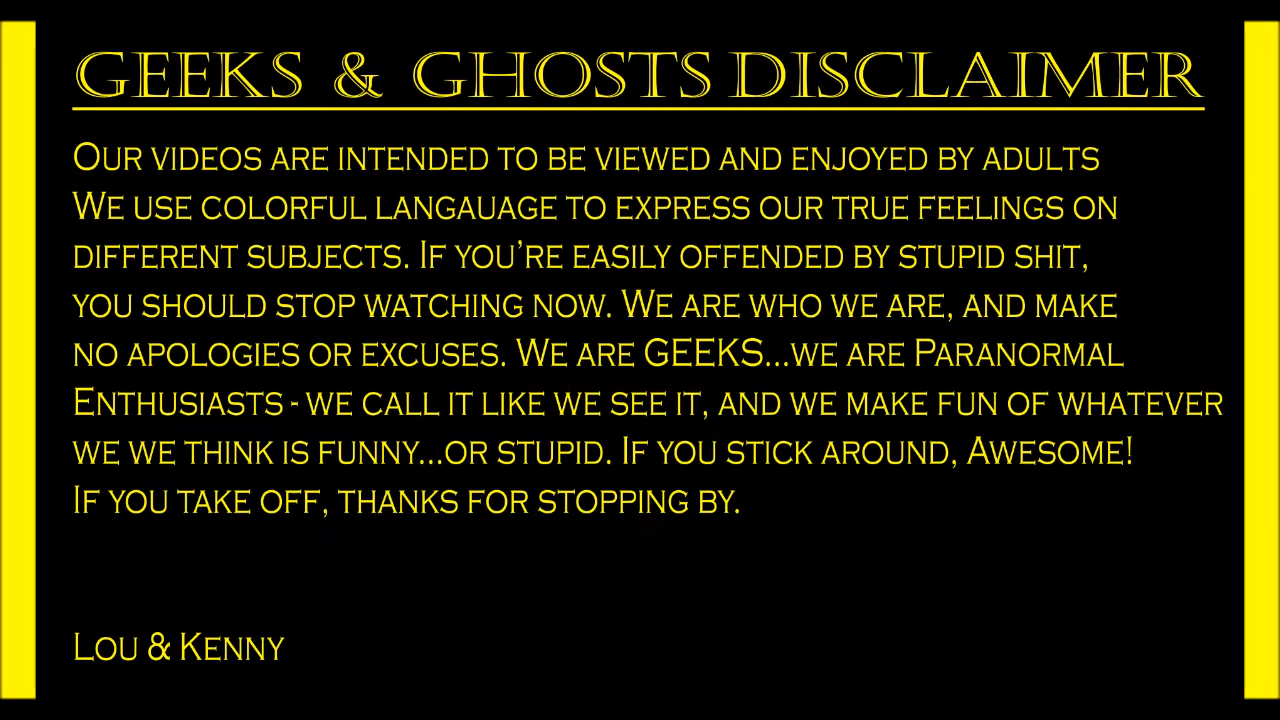 GEEKS & GHOSTS DISCLAIMER
OUR VIDEOS ARE INTENDED TO BE VIEWED AND ENJOYED BY ADULTS
WE USE COLORFUL LANGAUAGE TO EXPRESS OUR TRUE FEELINGS ON
DIFFERENT SUBJECTS. IF YOU'RE EASILY OFFENDED BY STUPID SHIT,
YOU SHOULD STOP WATCHING NOW. WE ARE WHO WE ARE, AND MAKE
NO APOLOGIES OR EXCUSES. WE ARE GEEKS...WE ARE PARANORMAL
ENTHUSIASTS - WE CALL IT LIKE WE SEE IT, AND WE MAKE FUN OF WHATEVER
WE WE THINK IS FUNNY...OR STUPID. IF YOU STICK AROUND, AWESOME!
IF YOU TAKE OFF, THANKS FOR STOPPING BY.
LOU & KENNY